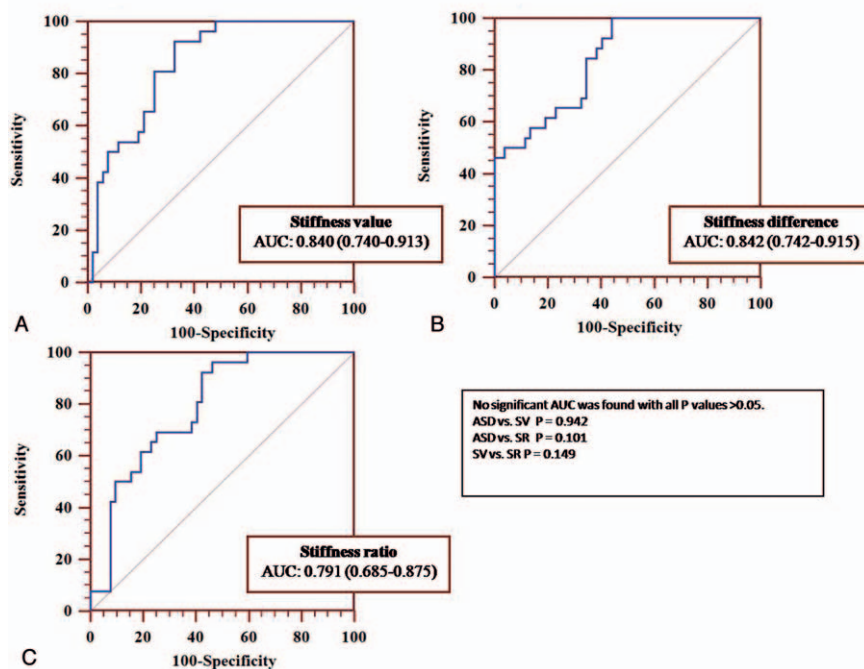 100
80
60
40
20
0
Sensitivity
Stiffness value
AUC: 0.840 (0.740-0.913)
0 20 40 60 80 100
100-Specificity
A
100
80
60
40
20
0
Sensitivity
Stiffness difference
AUC: 0.842 (0.742-0.915)
0 20 40 60 80 100
100-Specificity
B
100
80
60
40
20
0
Sensitivity
Stiffness ratio
AUC: 0.791 (0.685-0.875)
0 20 40 60 80 100
100-Specificity
C
No significant AUC was found with all P values >0.05.
ASD vs. SV P = 0.942
ASD vs. SR P = 0.101
SV vs. SR P = 0.149